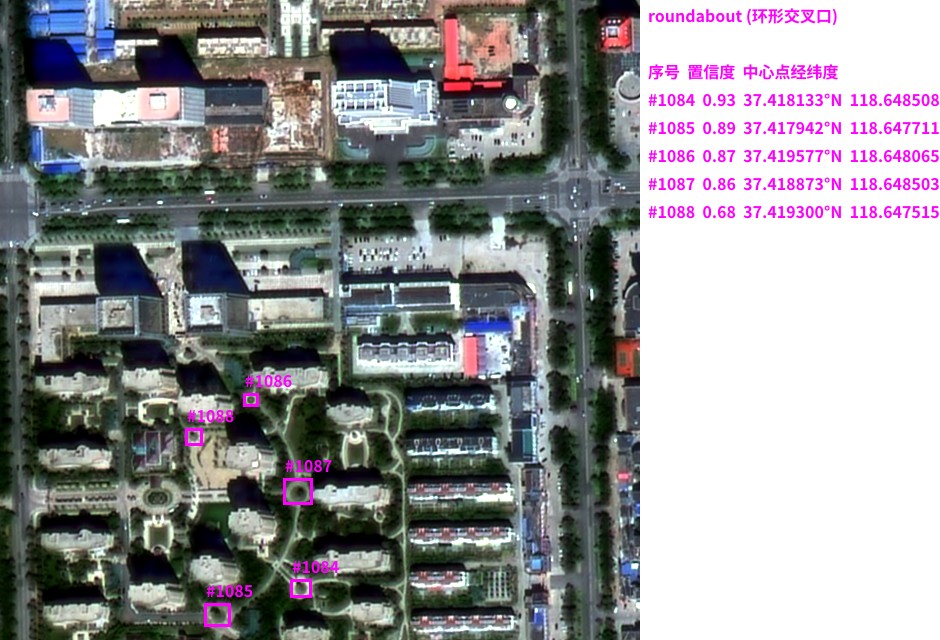 roundabout (环形交叉口)
序号 置信度 中心点经纬度
#1084 0.93 37.418133°N 118.648508
#1085 0.89 37.417942°N 118.647711
#1086 0.87 37.419577°N 118.648065
#1087 0.86 37.418873°N 118.648503
#1088 0.68 37.419300°N 118.647515
#1086
#1088
#1087
#1084
#1085